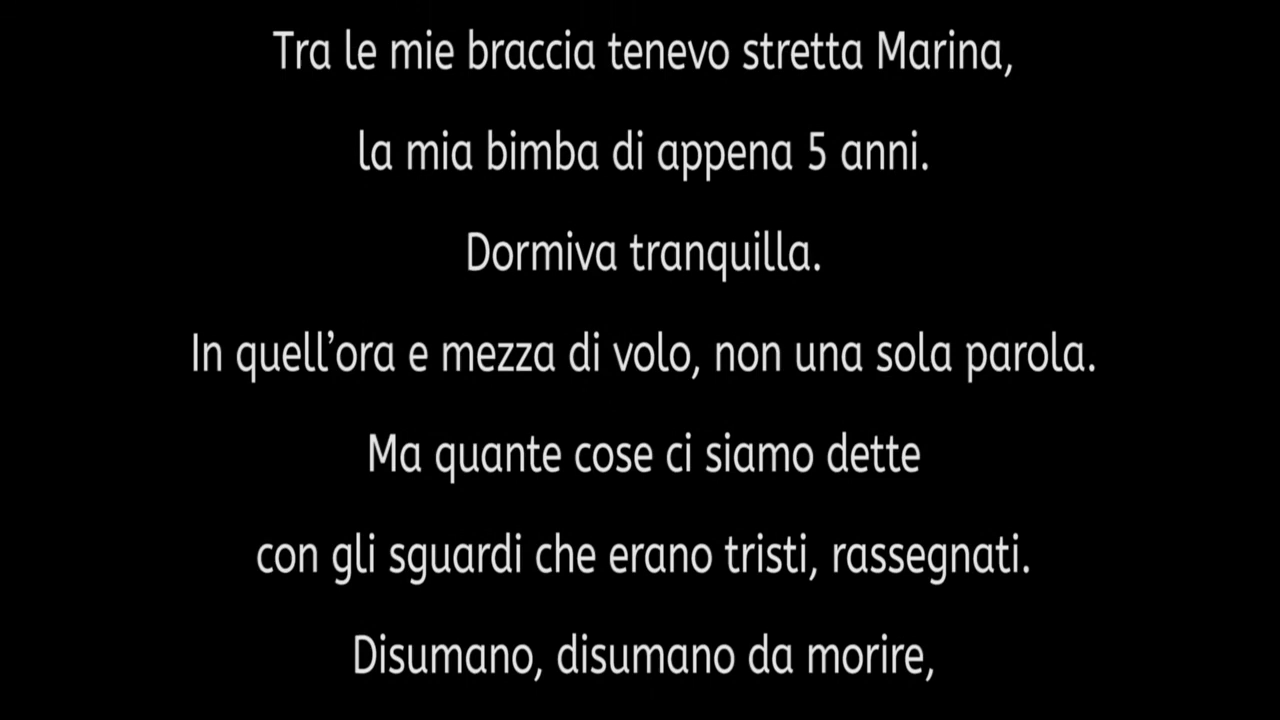 Tra le mie braccia tenevo stretta Marina,
la mia bimba di appena 5 anni.
Dormiva tranquilla.
In quell’ora e mezza di volo, non una sola parola.
Ma quante cose ci siamo dette
con gli sguardi che erano tristi, rassegnati.
Disumano, disumano da morire,